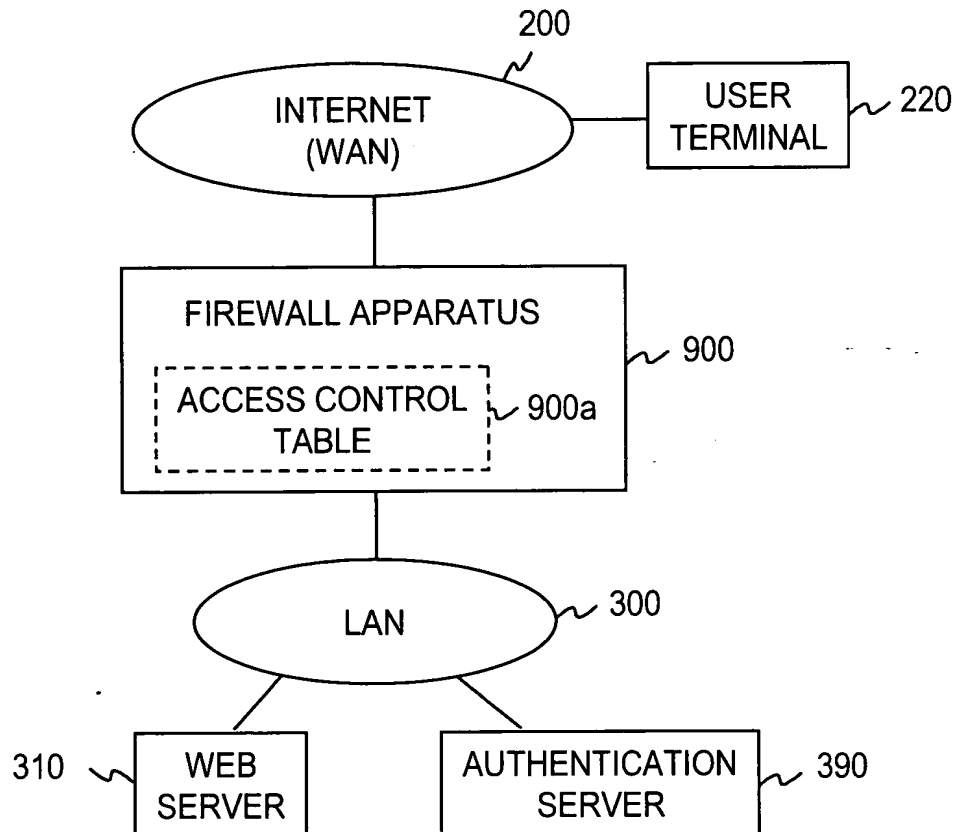 200
INTERNET
(WAN)
USER
TERMINAL
220
FIREWALL APPARATUS
900
ACCESS CONTROL
TABLE
900a
LAN
300
310
WEB
SERVER
AUTHENTICATION
SERVER
390